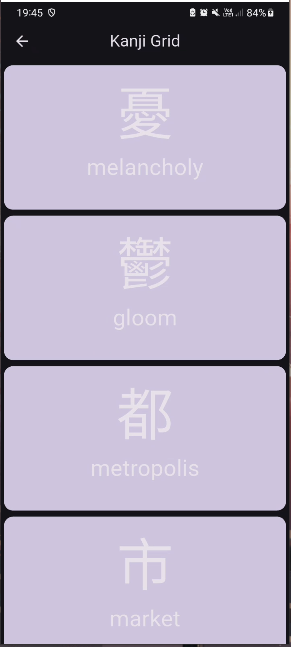 19:45 84%
Kanji Grid
憂
melancholy
鬱
gloom
都
metropolis
市
market